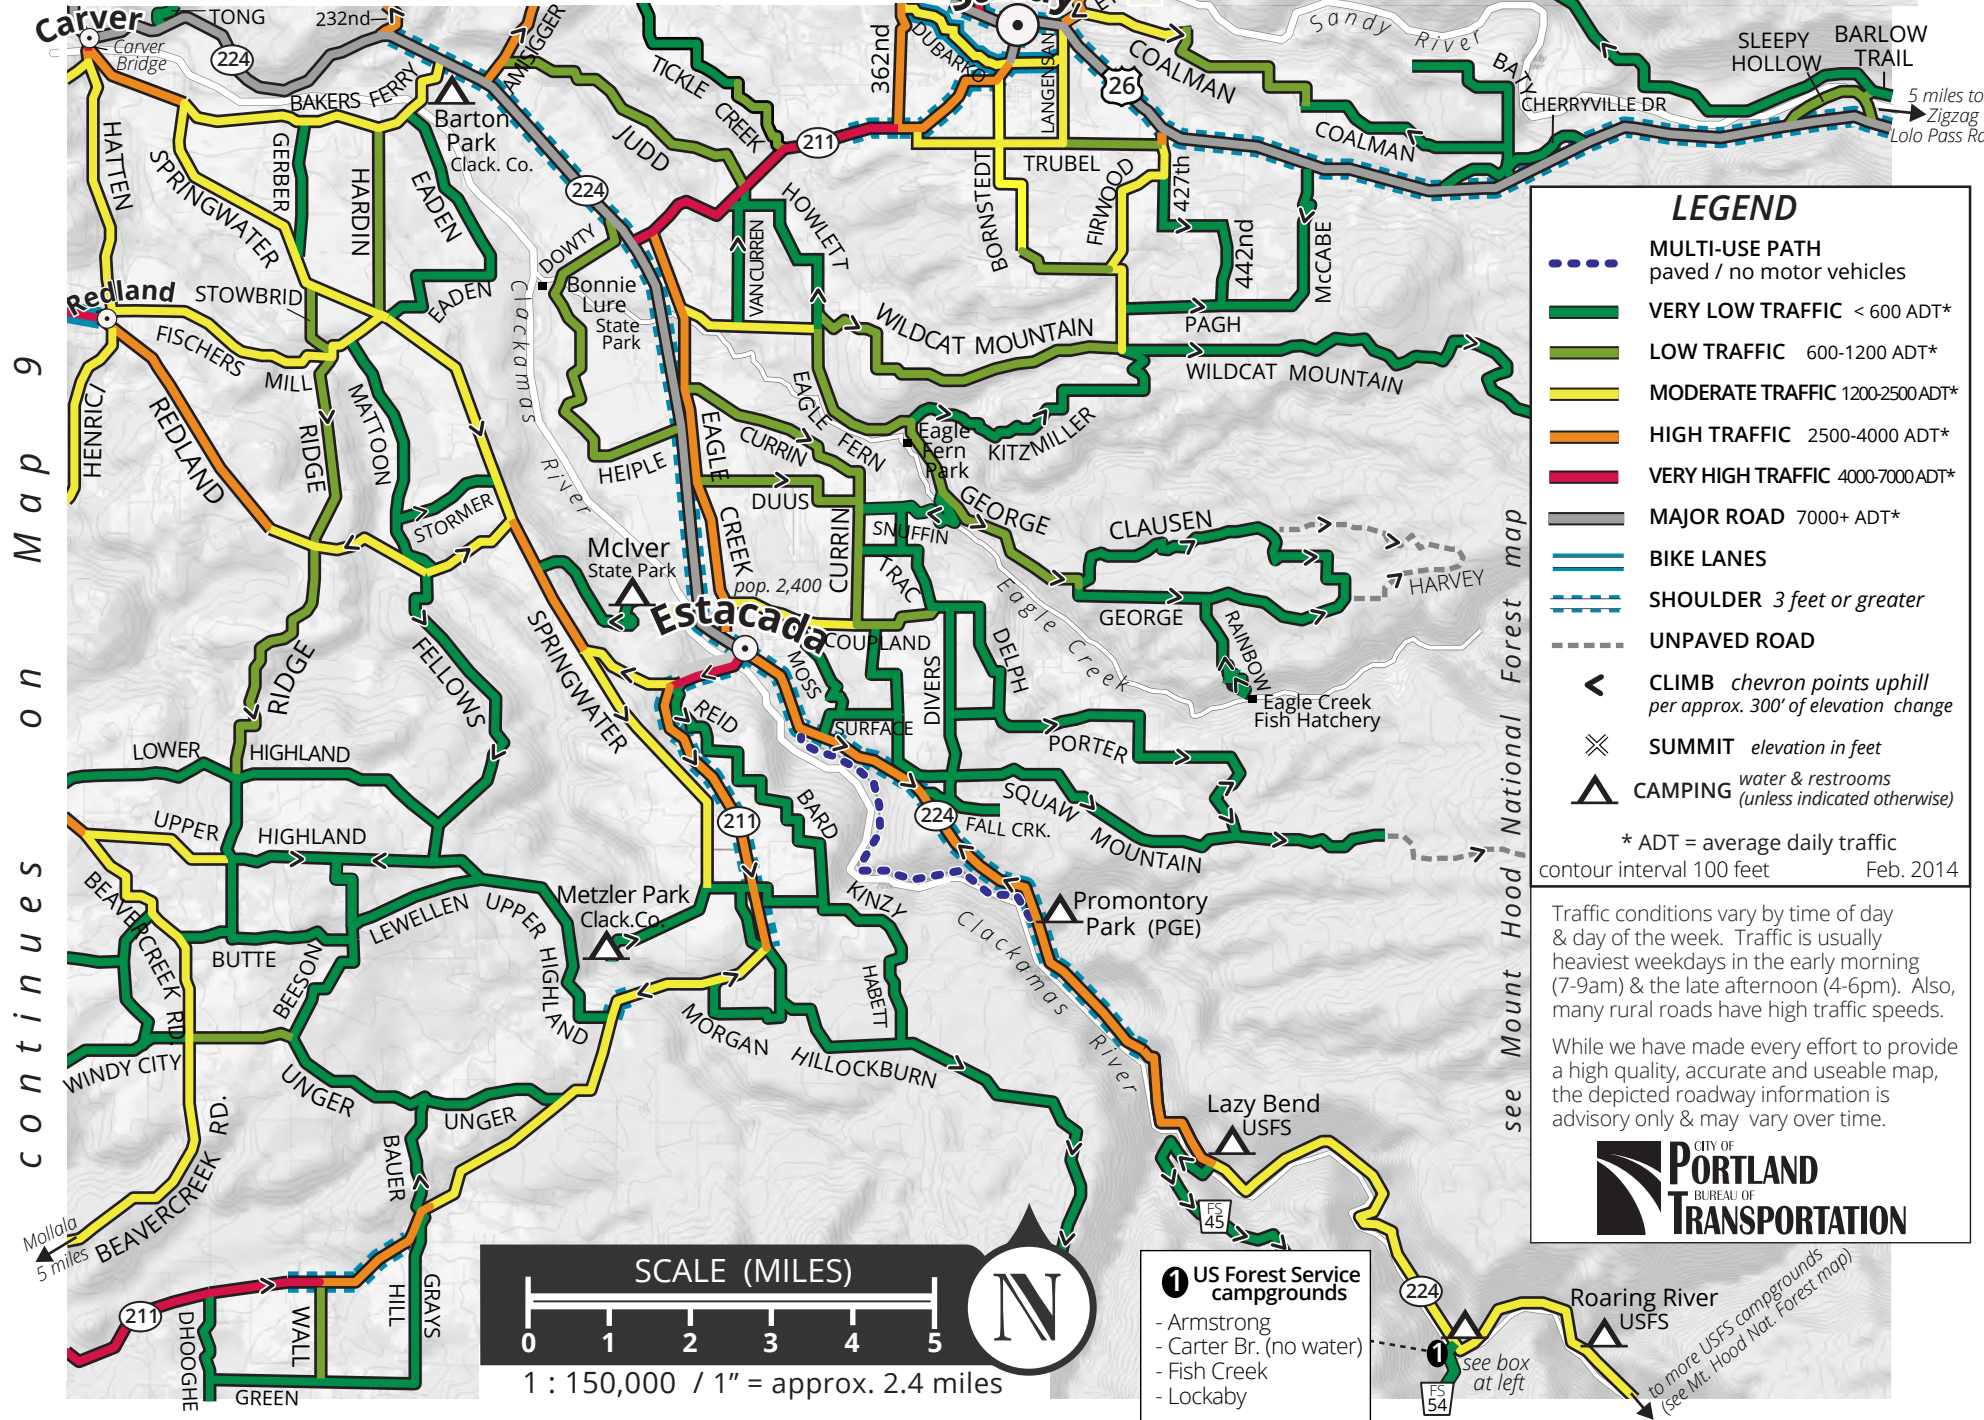 Carver
Carver
Bridge
TONG
232nd
224
BAKERS FERRY
AMISIGGER
Barton
Park
Clack. Co.
TICKLE
CREEK
362nd
DUBARKO
LANGENSAN
26
COALMAN
Sandy River
BATY
SLEEPY
HOLLOW
BARLOW
TRAIL
5 miles to
Zigzag
Lolo Pass Rd
CHERRYVILLE DR
COALMAN
HATTEN
SPRINGWATER
GERBER
HARDIN
EADEN
JUDD
211
224
HOWLETT
BORNSTEDT
TRUBEL
FIRWOOD
427th
442nd
McCABE
DOWTY
VAN CURREN
Redland
STOWBRID
EADEN
Clackamas
River
Bonnie
Lure
State
Park
FISCHERS
MILL
WILDCAT MOUNTAIN
PAGH
WILDCAT MOUNTAIN
HENRICI
REDLAND
RIDGE
MATTOON
HEIPLE
EAGLE
CREEK
CURRIN
EAGLE
FERN
Eagle
Fern
Park
KITZMILLER
DUUS
CURRIN
SNUFFIN
GEORGE
CLAUSEN
HARVEY
STORMER
McIver
State Park
pop. 2,400
TRAC
Estacada
COUPLAND
Eagle Creek
GEORGE
RAINBOW
Eagle Creek
Fish Hatchery
SPRINGWATER
FELLOWS
RIDGE
MOSS
DIVERS
DELPH
REID
SURFACE
PORTER
LOWER
HIGHLAND
UPPER
HIGHLAND
211
BARD
224
FALL CRK.
SQUAW
MOUNTAIN
BEAVERCREEK RD.
LEWELLEN
UPPER
HIGHLAND
Metzler Park
Clack.Co.
KINZY
Clackamas
River
Promontory
Park (PGE)
BUTTE
BEESON
HABETT
MORGAN
HILLOCKBURN
WINDY CITY
UNGER
UNGER
BAUER
BEAVERCREEK RD.
Mollala
5 miles
Lazy Bend
USFS
FS
45
211
DHOOGHE
WALL
HILL
GRAYS
GREEN
224
Roaring River
USFS
1
see box
at left
FS
54
to more USFS campgrounds
(see Mt. Hood Nat. Forest map)
continues on Map 9
see Mount Hood National Forest map
SCALE (MILES)
0 1 2 3 4 5
1 : 150,000 / 1” = approx. 2.4 miles
N
1 US Forest Service
campgrounds
- Armstrong
- Carter Br. (no water)
- Fish Creek
- Lockaby
LEGEND
MULTI-USE PATH
paved / no motor vehicles
VERY LOW TRAFFIC < 600 ADT*
LOW TRAFFIC 600-1200 ADT*
MODERATE TRAFFIC 1200-2500 ADT*
HIGH TRAFFIC 2500-4000 ADT*
VERY HIGH TRAFFIC 4000-7000 ADT*
MAJOR ROAD 7000+ ADT*
BIKE LANES
SHOULDER 3 feet or greater
UNPAVED ROAD
CLIMB chevron points uphill
per approx. 300' of elevation change
SUMMIT elevation in feet
CAMPING water & restrooms
(unless indicated otherwise)
* ADT = average daily traffic
contour interval 100 feet Feb. 2014
Traffic conditions vary by time of day
& day of the week. Traffic is usually
heaviest weekdays in the early morning
(7-9am) & the late afternoon (4-6pm). Also,
many rural roads have high traffic speeds.
While we have made every effort to provide
a high quality, accurate and useable map,
the depicted roadway information is
advisory only & may vary over time.
CITY OF
PORTLAND
BUREAU OF
TRANSPORTATION